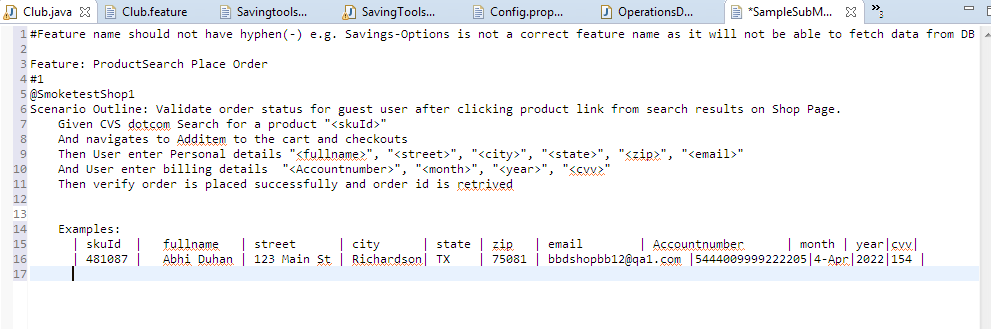 Club.java Club.feature Savingtools... SavingTools... Config.prop... OperationsD... *SampleSubM... »3
1 #Feature name should not have hyphen(-) e.g. Savings-Options is not a correct feature name as it will not be able to fetch data from DB
2
3 Feature: ProductSearch Place Order
4 #1
5 @SmoketestShop1
6 Scenario Outline: Validate order status for guest user after clicking product link from search results on Shop Page.
7 Given CVS dotcom Search for a product "<skuId>"
8 And navigates to Additem to the cart and checkouts
9 Then User enter Personal details "<fullname>", "<street>", "<city>", "<state>", "<zip>", "<email>"
10 And User enter billing details "<Accountnumber>", "<month>", "<year>", "<cvv>"
11 Then verify order is placed successfully and order id is retrived
12
13
14 Examples:
15 | skuId | fullname | street | city | state | zip | email | Accountnumber | month | year|cvv|
16 | 481087 | Abhi Duhan | 123 Main St | Richardson| TX | 75081 | bbdshopbb12@qa1.com |5444009999222205|4-Apr|2022|154 |
17